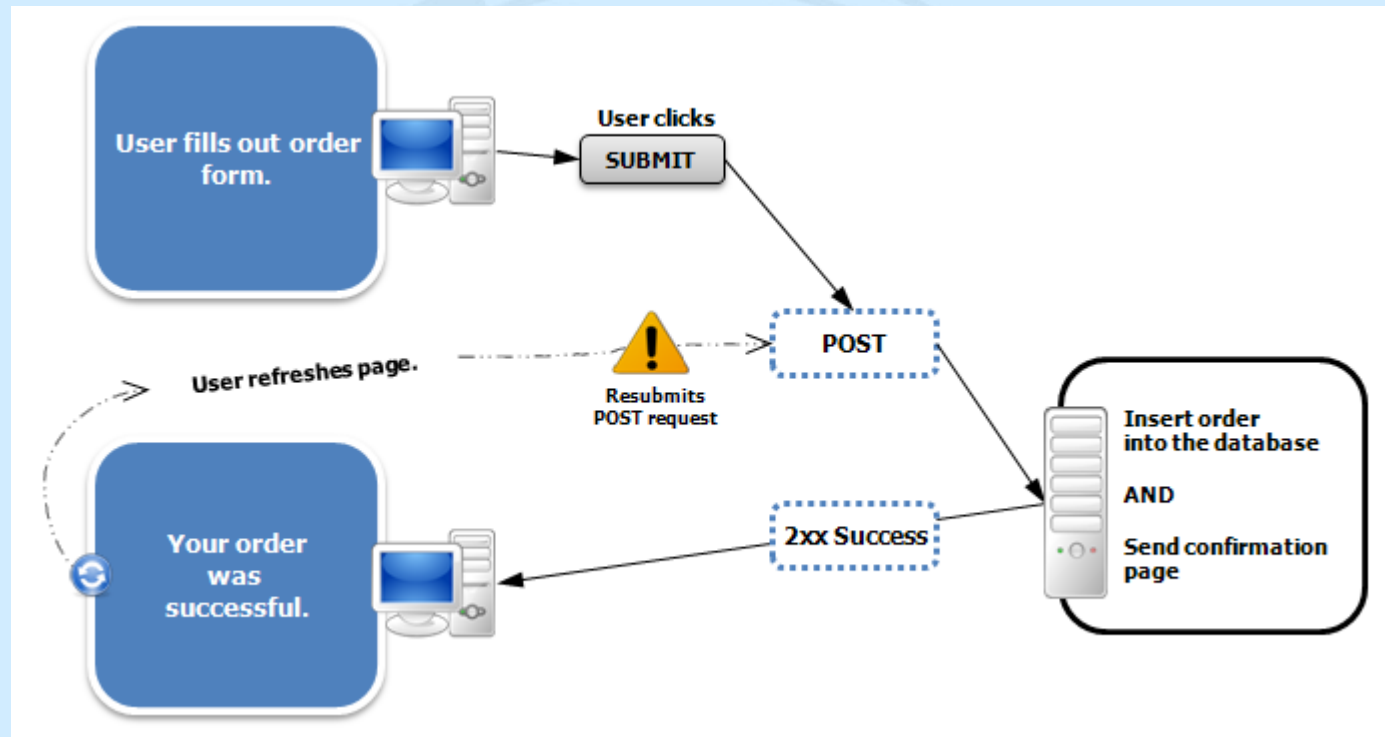 User fills out order
form.
User clicks
SUBMIT
POST
User refreshes page.
Resubmits
POST request
Insert order
into the database
AND
Send confirmation
page
2xx Success
Your order
was
successful.